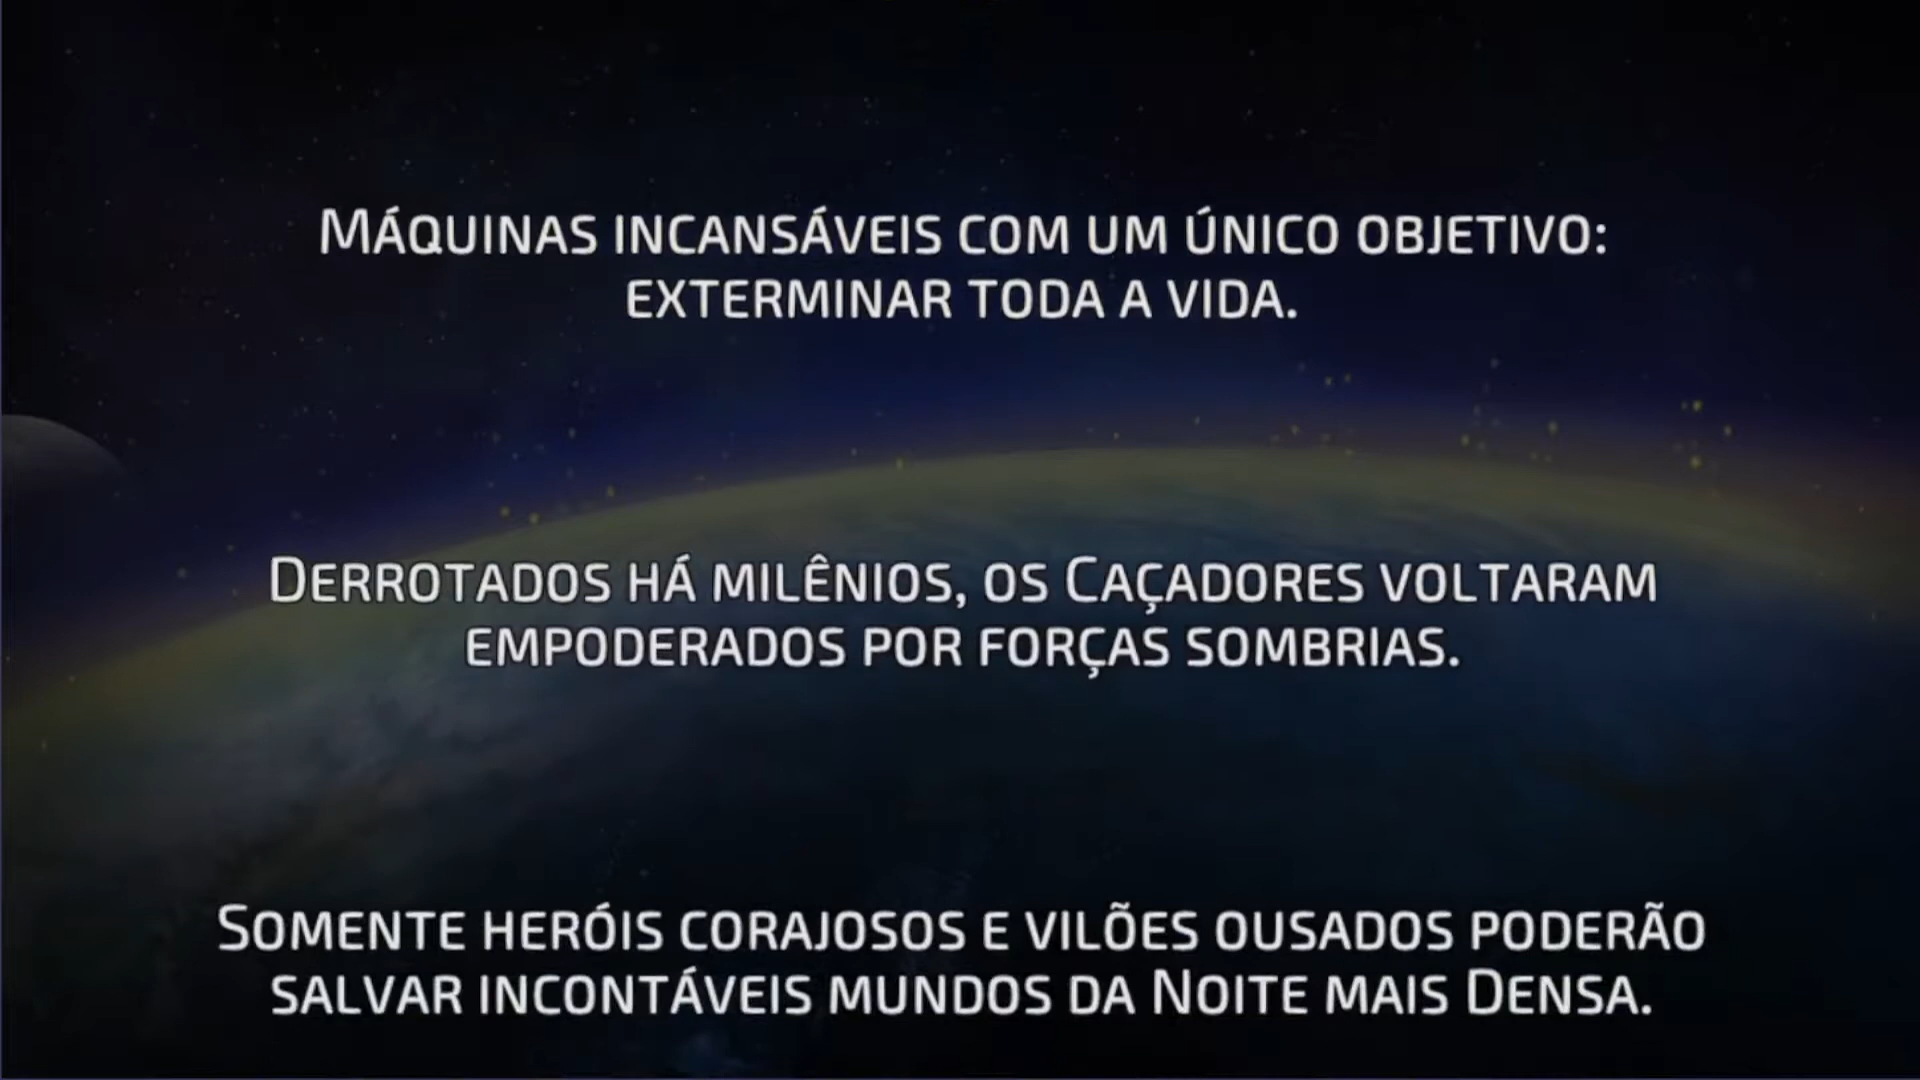 Máquinas incansáveis com um único objetivo:
exterminar toda a vida.
Derrotados há milênios, os Caçadores voltaram
empoderados por forças sombrias.
Somente heróis corajosos e vilões ousados poderão
salvar incontáveis mundos da Noite mais Densa.